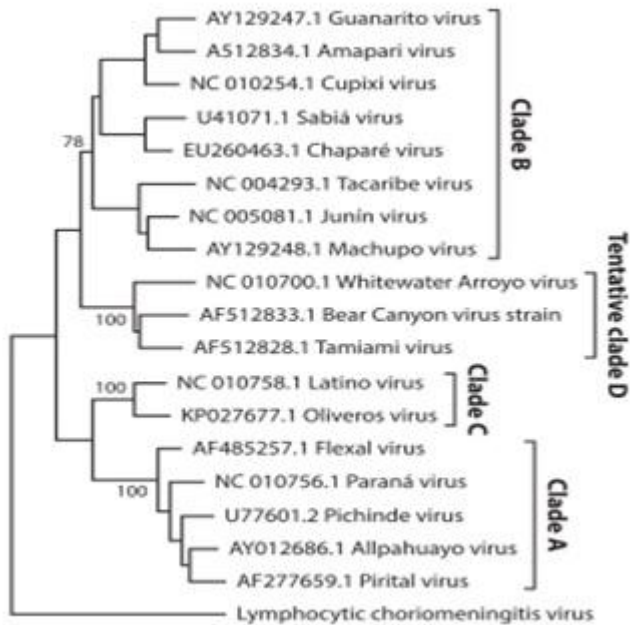 AY129247.1 Guanarito virus
A512834.1 Amapari virus
NC 010254.1 Cupixi virus
U41071.1 Sabiá virus
78
EU260463.1 Chaparé virus
NC 004293.1 Tacaribe virus
NC 005081.1 Junín virus
AY129248.1 Machupo virus
Clade B
NC 010700.1 Whitewater Arroyo virus
100
AF512833.1 Bear Canyon virus strain
AF512828.1 Tamiami virus
Tentative clade D
100
NC 010758.1 Latino virus
KP027677.1 Oliveros virus
Clade C
AF485257.1 Flexal virus
100
NC 010756.1 Paraná virus
U77601.2 Pichinde virus
AY012686.1 Allpahuayo virus
AF277659.1 Pirital virus
Clade A
Lymphocytic choriomeningitis virus